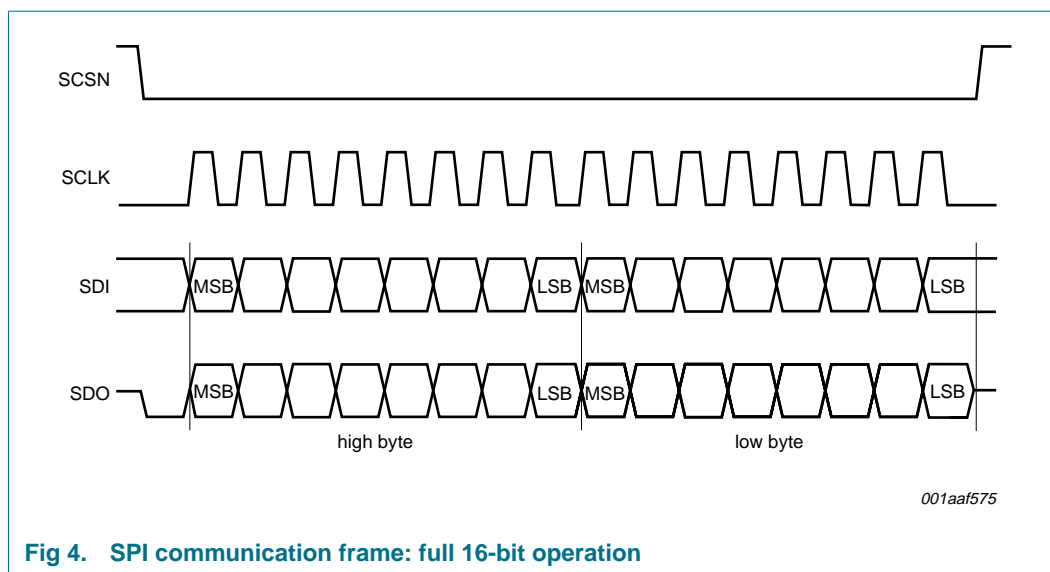 SCSN
SCLK
SDI MSB LSB MSB LSB
SDO MSB LSB MSB LSB
high byte low byte
001aaf575
Fig 4. SPI communication frame: full 16-bit operation